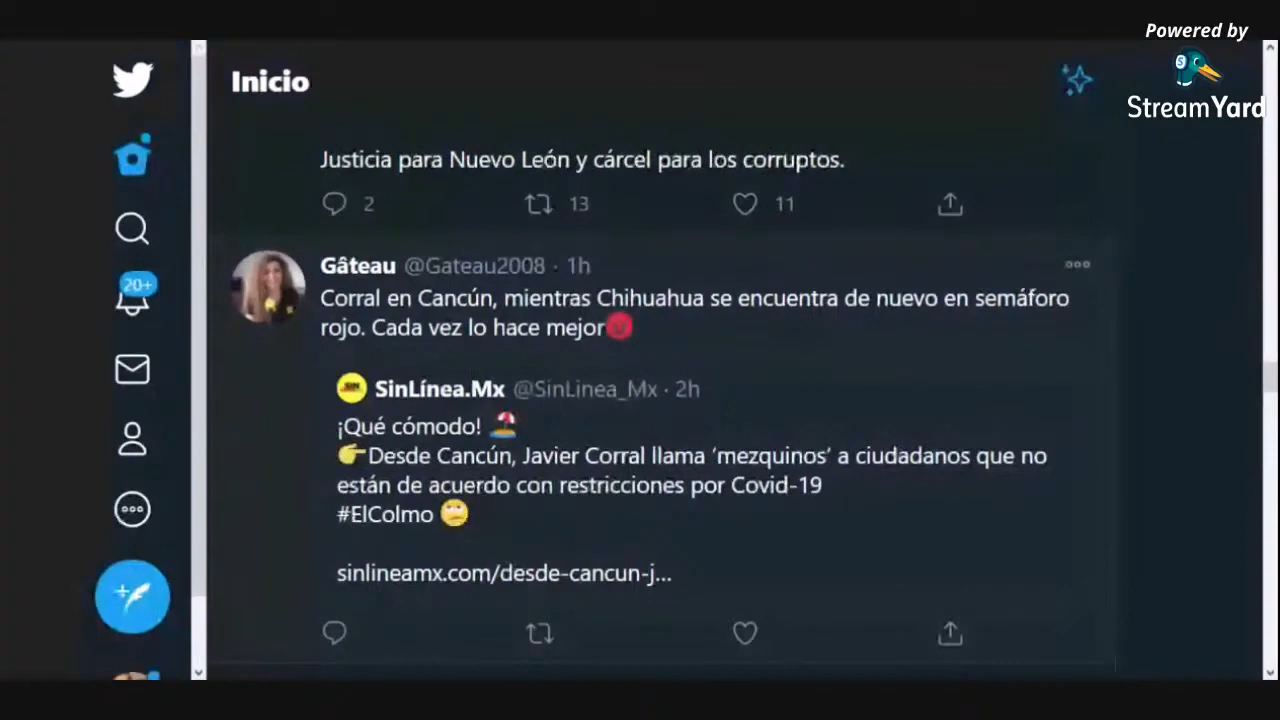 Powered by
StreamYard
Inicio
Justicia para Nuevo León y cárcel para los corruptos.
2 13 11
Gâteau @Gateau2008 · 1h
Corral en Cancún, mientras Chihuahua se encuentra de nuevo en semáforo
rojo. Cada vez lo hace mejor
20+
SinLínea.Mx @SinLinea_Mx · 2h
¡Qué cómodo! 🏖
👉Desde Cancún, Javier Corral llama ‘mezquinos’ a ciudadanos que no
están de acuerdo con restricciones por Covid-19
#ElColmo 🙄
sinlineamx.com/desde-cancun-j...